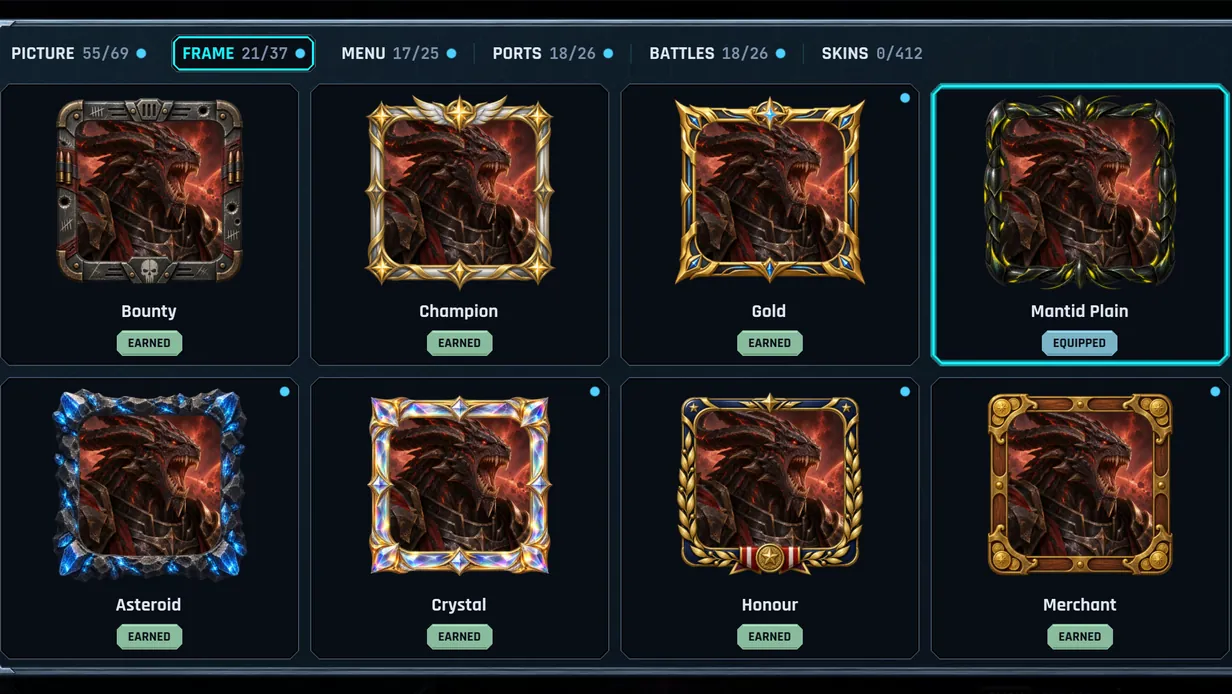 PICTURE 55/69 FRAME 21/37 MENU 17/25 PORTS 18/26 BATTLES 18/26 SKINS 0/412
Bounty Champion Gold Mantid Plain
EARNED EARNED EARNED EQUIPPED
Asteroid Crystal Honour Merchant
EARNED EARNED EARNED EARNED